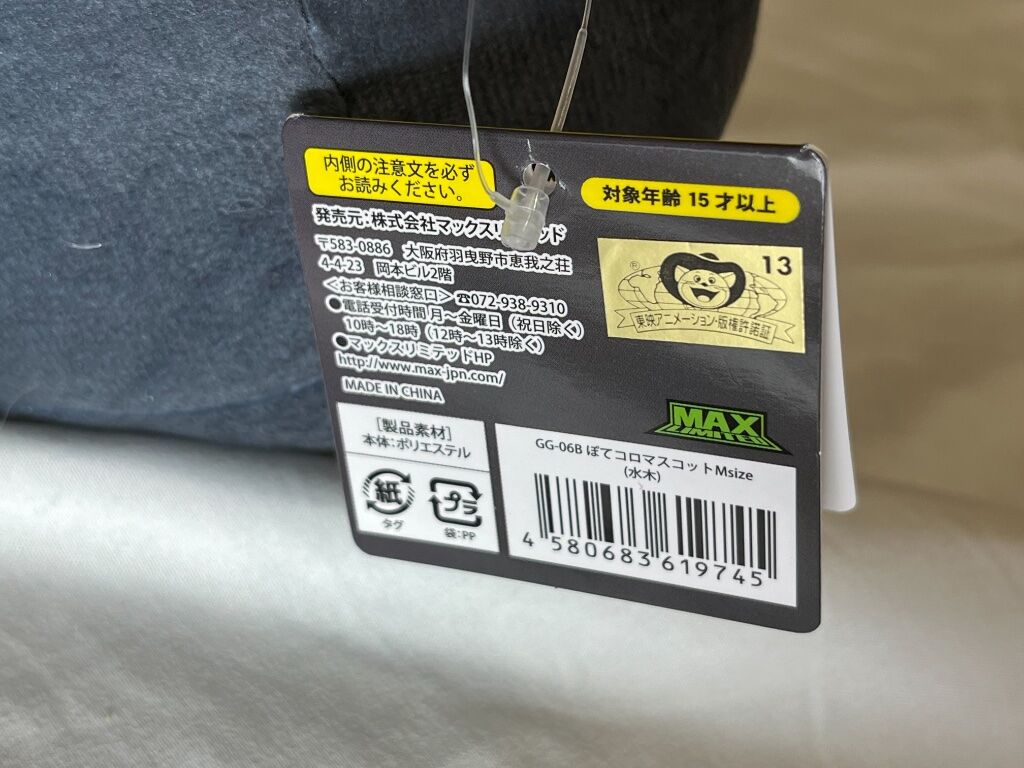 内側の注意文を必ず
お読みください。
対象年齢 15 才以上
発売元:株式会社マックスリ ッド
〒583-0886 大阪府羽曳野市恵我之荘
4-4-23 岡本ビル2階
<お客様相談窓口>☎072-938-9310
●電話受付時間 月~金曜日(祝日除く)
10時~18時(12時~13時除く)
●マックスリミテッドHP
http://www.max-jpn.com/
MADE IN CHINA
® 13
東映アニメーション・版権許諾証
MAX
LIMITED
[製品素材]
本体:ポリエステル
紙
タグ
プラ
袋:PP
GG-06B ぽてコロマスコットMsize
(水木)
4 580683 619745